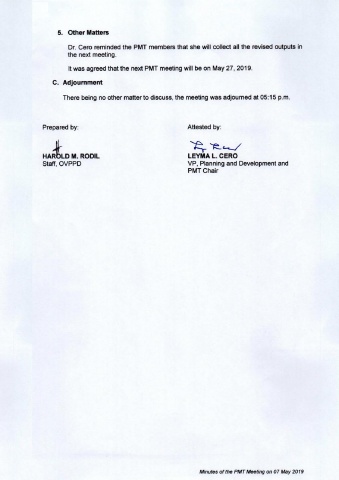 5. Other Matters
Dr. Cero reminded the PMT members that she will collect all the revised outputs in
the next meeting.
It was agreed that the next PMT meeting will be on May 27, 2019.
C. Adjournment
There being no other matter to discuss, the meeting was adjourned at 05:15 p.m.
Prepared by:
Attested by:
HAROLD M. RODIL
LEYMA L. CERO
Staff, OVPPD
VP, Planning and Development and
PMT Chair
Minutes of the PMT Meeting on 07 May 2019